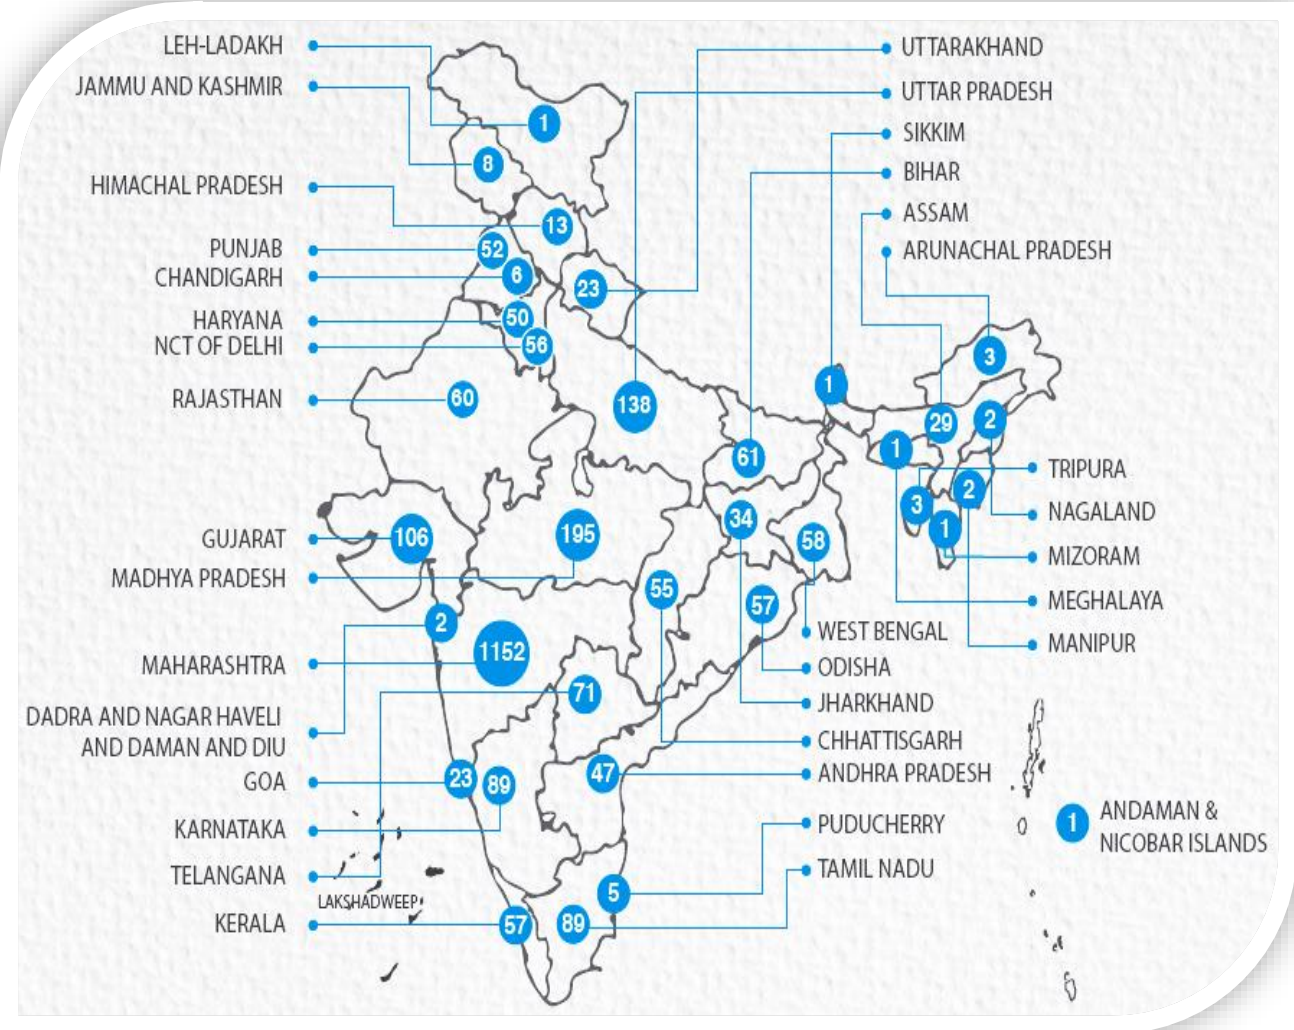 LEH-LADAKH
JAMMU AND KASHMIR
HIMACHAL PRADESH
PUNJAB
CHANDIGARH
HARYANA
NCT OF DELHI
RAJASTHAN
GUJARAT
MADHYA PRADESH
MAHARASHTRA
DADRA AND NAGAR HAVELI
AND DAMAN AND DIU
GOA
KARNATAKA
TELANGANA
LAKSHADWEEP
KERALA
1
8
13
52
6
23
50
56
60
138
61
106
195
34
58
55
57
2
1152
71
23
89
47
5
57
89
1
3
29
2
1
2
3
1
UTTARAKHAND
UTTAR PRADESH
SIKKIM
BIHAR
ASSAM
ARUNACHAL PRADESH
TRIPURA
NAGALAND
MIZORAM
MEGHALAYA
MANIPUR
WEST BENGAL
ODISHA
JHARKHAND
CHHATTISGARH
ANDHRA PRADESH
PUDUCHERRY
TAMIL NADU
1
ANDAMAN &
NICOBAR ISLANDS